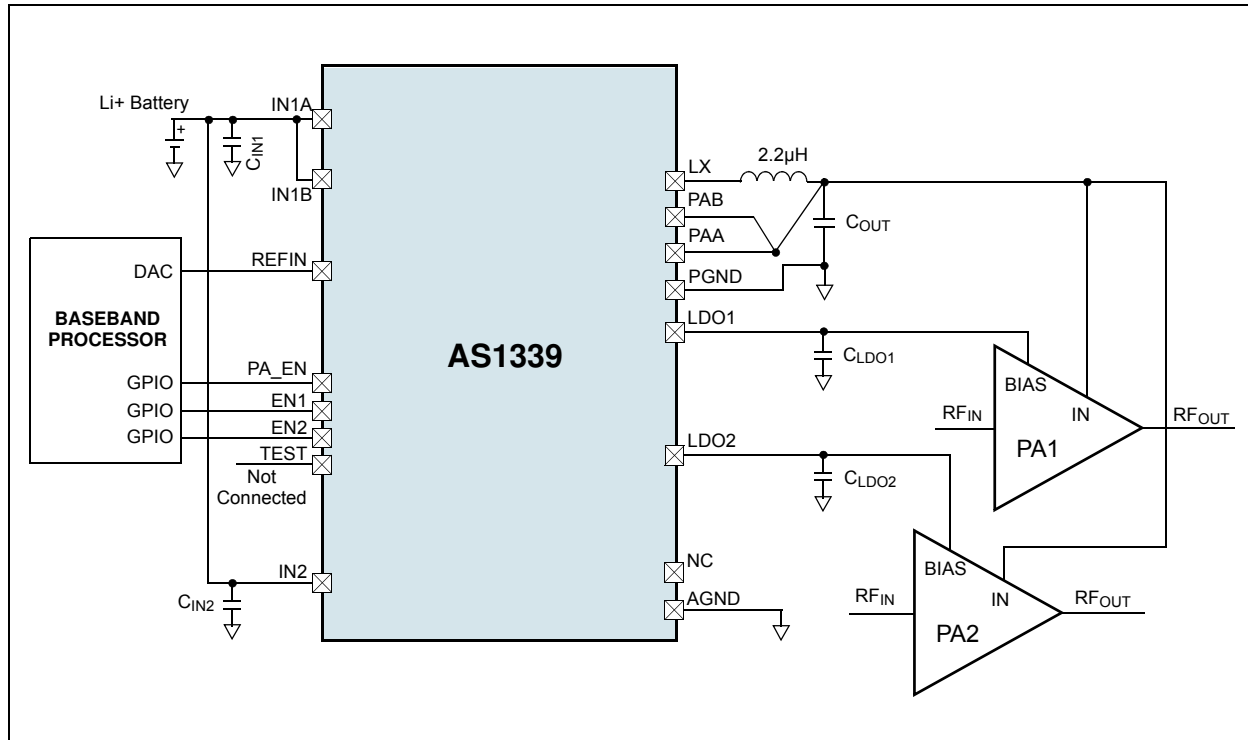 Li+ Battery
+
CIN1
IN1A
IN1B
BASEBAND
PROCESSOR
DAC
GPIO
GPIO
GPIO
REFIN
PA_EN
EN1
EN2
TEST
Not
Connected
IN2
CIN2
AS1339
LX
PAB
PAA
PGND
LDO1
LDO2
NC
AGND
2.2µH
COUT
CLDO1
CLDO2
BIAS
IN
RFIN
PA1
RFOUT
BIAS
IN
RFIN
PA2
RFOUT